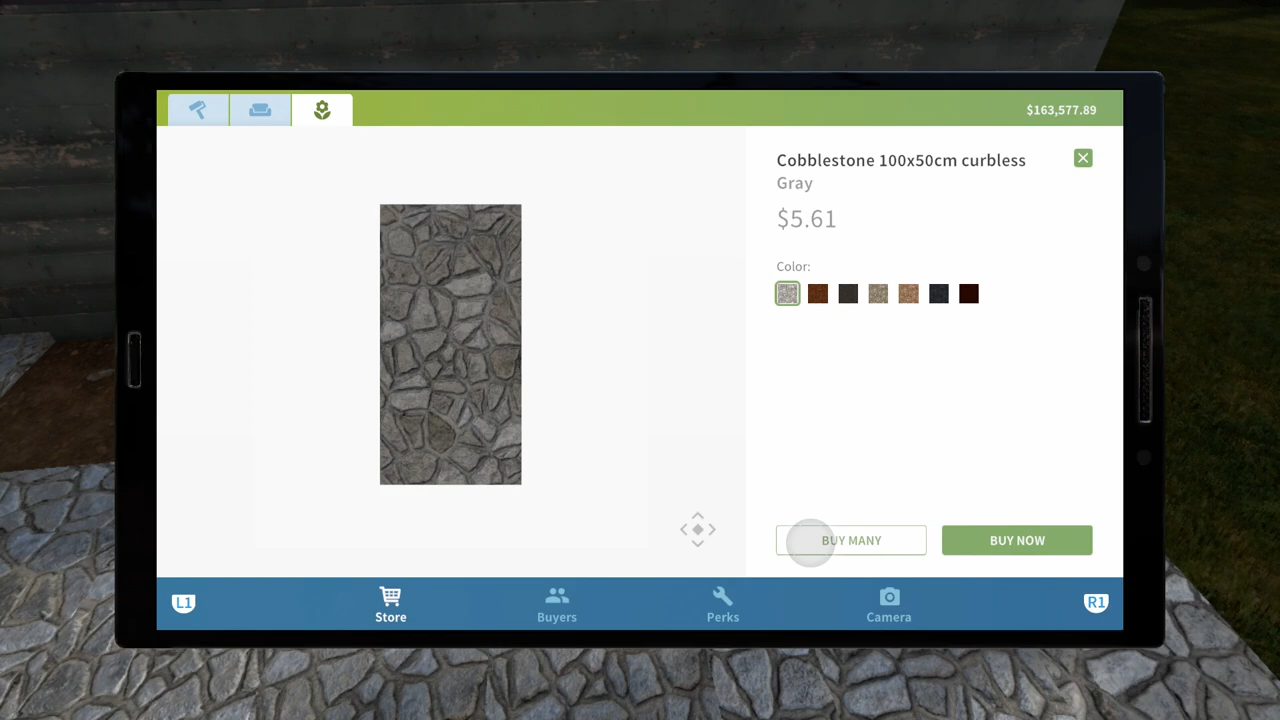 $163,577.89
Cobblestone 100x50cm curbless
Gray
$5.61
Color:
BUY MANY
BUY NOW
L1
Store
Buyers
Perks
Camera
R1